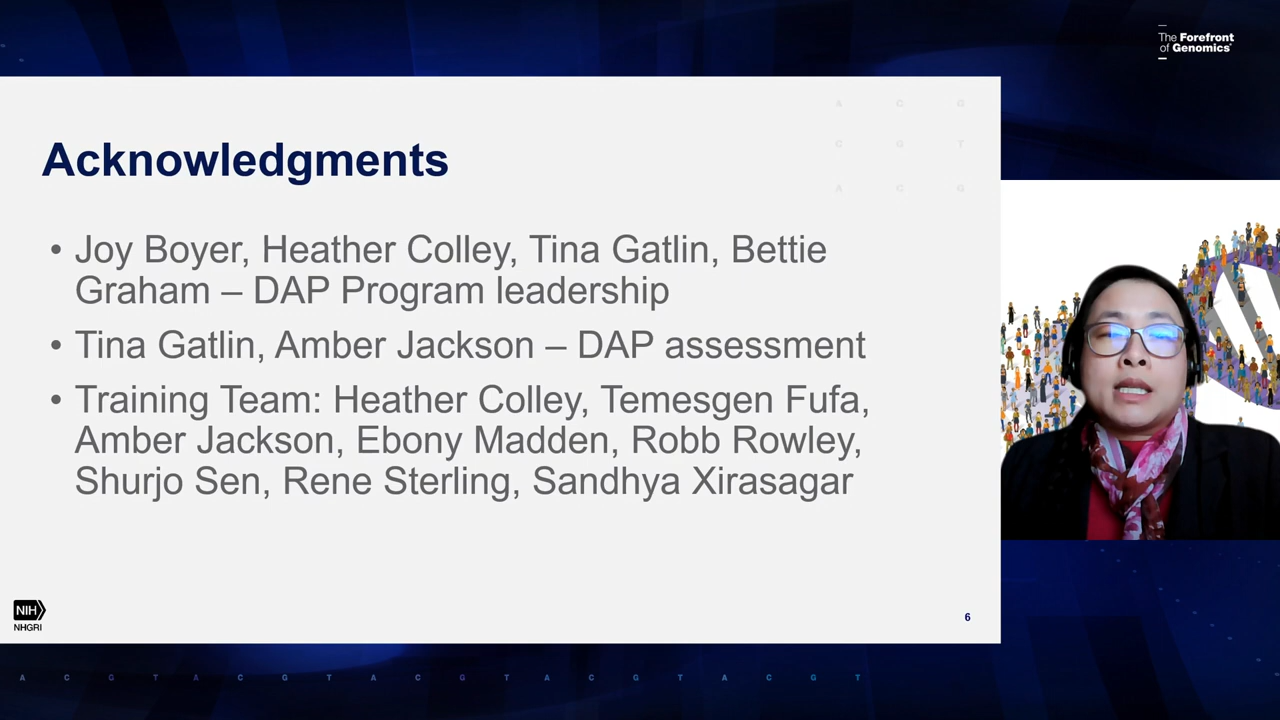 The Forefront
of Genomics®
A C G
C G T
A C G
Acknowledgments
• Joy Boyer, Heather Colley, Tina Gatlin, Bettie
Graham – DAP Program leadership
• Tina Gatlin, Amber Jackson – DAP assessment
• Training Team: Heather Colley, Temesgen Fufa,
Amber Jackson, Ebony Madden, Robb Rowley,
Shurjo Sen, Rene Sterling, Sandhya Xirasagar
NIH
NHGRI
6
A C G T A C G T A C G T A C G T A C G T